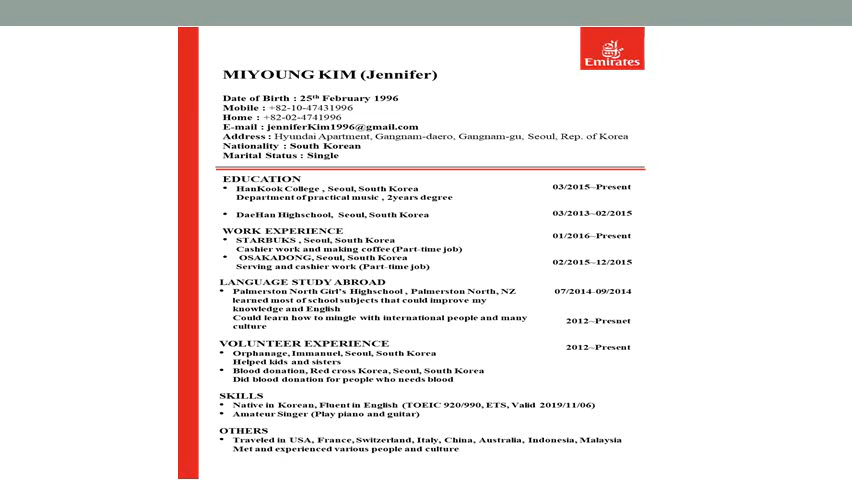 Emirates
MIYOUNG KIM (Jennifer)
Date of Birth : 25th February 1996
Mobile : +82-10-47431996
Home : +82-02-4741996
E-mail : jenniferKim1996@gmail.com
Address : Hyundai Apartment, Gangnam-daero, Gangnam-gu, Seoul, Rep. of Korea
Nationality : South Korean
Marital Status : Single
EDUCATION
• HanKook College , Seoul, South Korea 03/2015–Present
Department of practical music , 2years degree
• DaeHan Highschool, Seoul, South Korea 03/2013–02/2015
WORK EXPERIENCE
• STARBUKS , Seoul, South Korea 01/2016–Present
Cashier work and making coffee (Part-time job)
• OSAKADONG, Seoul, South Korea 02/2015–12/2015
Serving and cashier work (Part-time job)
LANGUAGE STUDY ABROAD
• Palmerston North Girl's Highschool , Palmerston North, NZ 07/2014-09/2014
learned most of school subjects that could improve my
knowledge and English
Could learn how to mingle with international people and many 2012–Presnet
culture
VOLUNTEER EXPERIENCE 2012–Present
• Orphanage, Immanuel, Seoul, South Korea
Helped kids and sisters
• Blood donation, Red cross Korea, Seoul, South Korea
Did blood donation for people who needs blood
SKILLS
• Native in Korean, Fluent in English (TOEIC 920/990, ETS, Valid 2019/11/06)
• Amateur Singer (Play piano and guitar)
OTHERS
• Traveled in USA, France, Switzerland, Italy, China, Australia, Indonesia, Malaysia
Met and experienced various people and culture